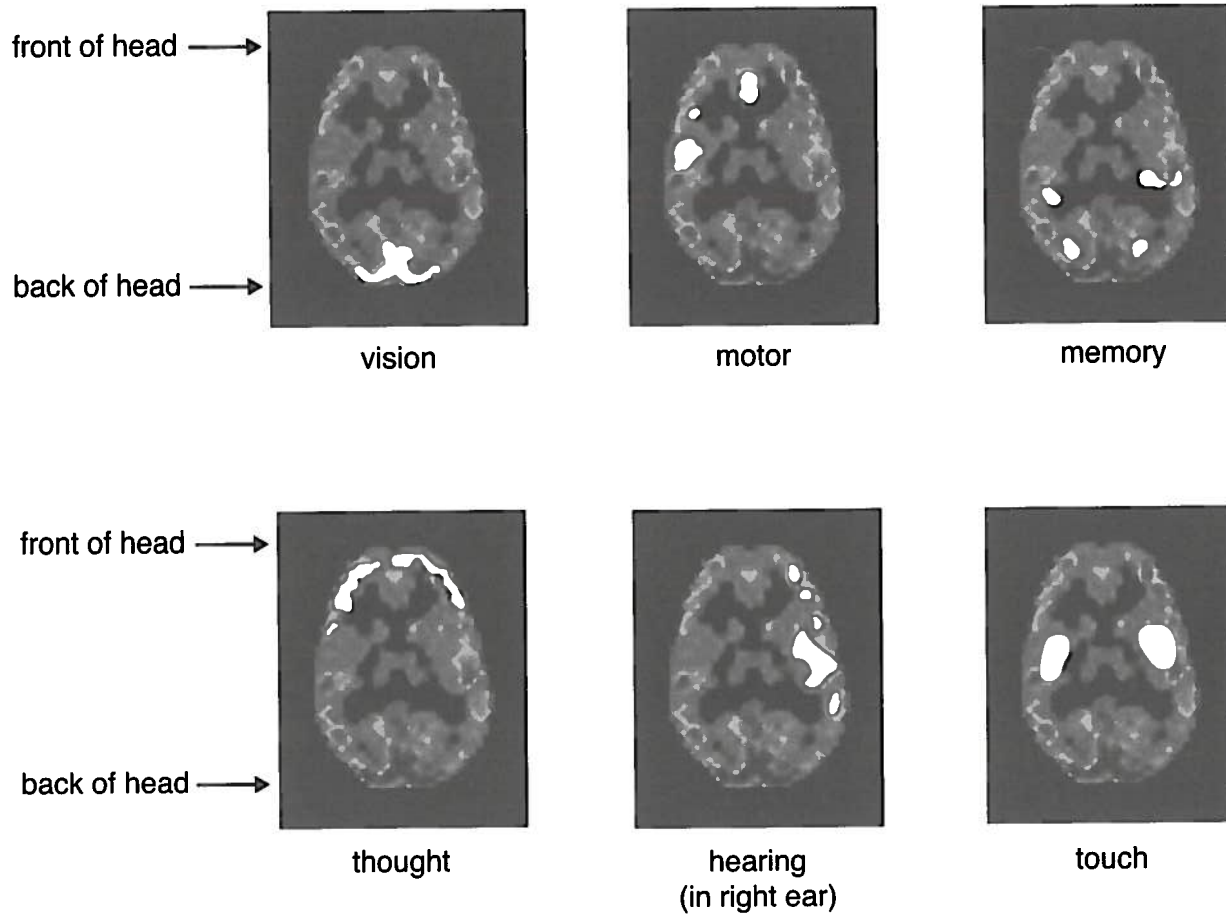 front of head
back of head
vision
motor
memory
front of head
back of head
thought
hearing
(in right ear)
touch